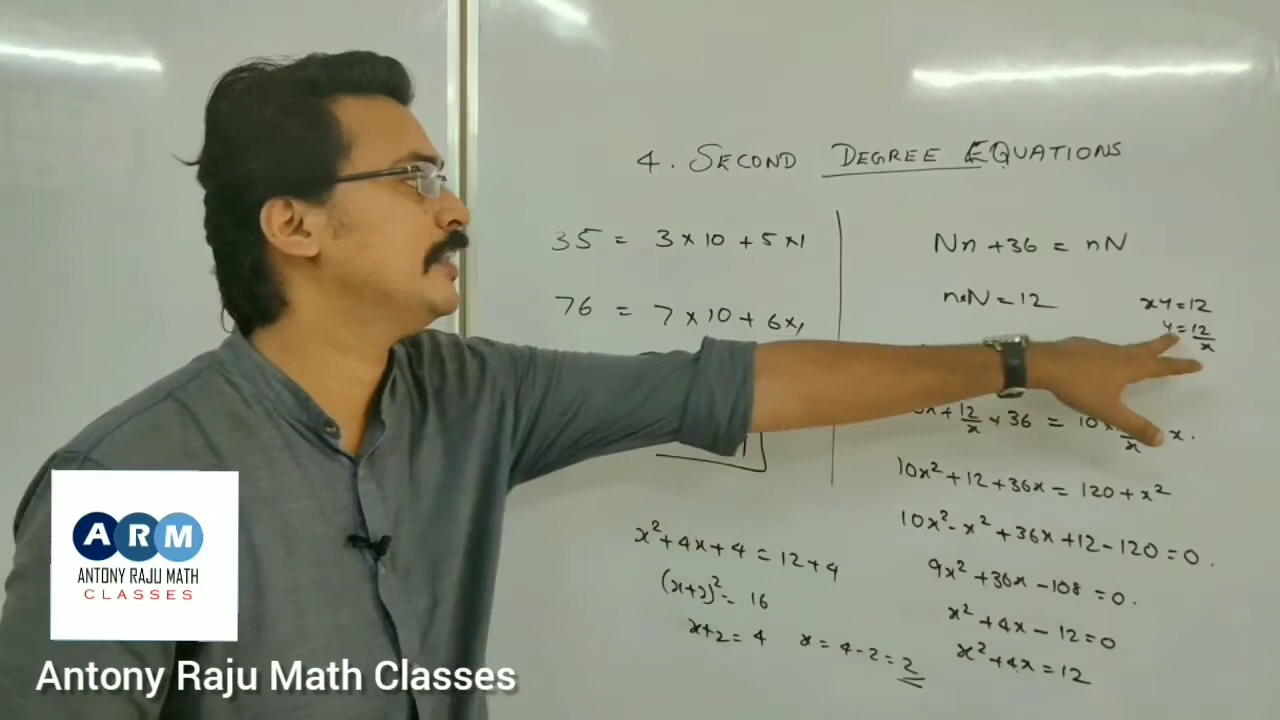 4. SECOND DEGREE EQUATIONS
35 = 3 × 10 + 5 × 1
76 = 7 × 10 + 6 × 1
Nn + 36 = nN
n×N = 12
xy = 12
y = 12/x
+ 12/x + 36 = 10 x.
10x² + 12 + 36x = 120 + x²
10x² - x² + 36x + 12 - 120 = 0.
9x² + 36x - 108 = 0.
x² + 4x - 12 = 0
x² + 4x = 12
x² + 4x + 4 = 12 + 4
(x+2)² = 16
x+2 = 4 x = 4 - 2 = 2
ARM
ANTONY RAJU MATH
CLASSES
Antony Raju Math Classes